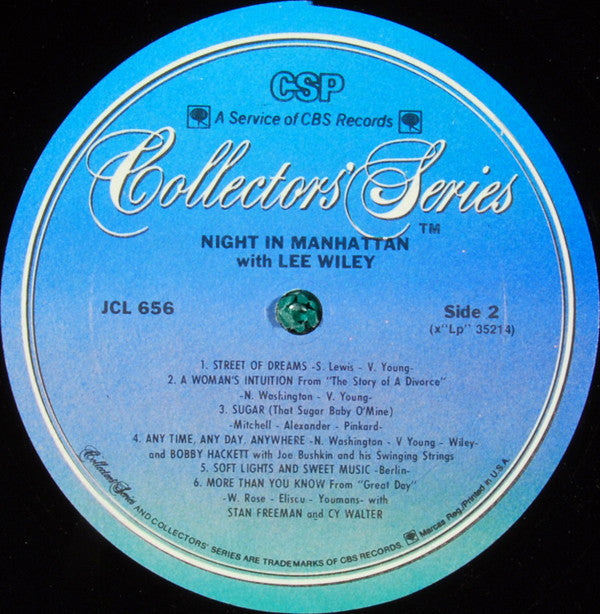 CSP
A Service of CBS Records
Collectors' Series
TM
NIGHT IN MANHATTAN
with LEE WILEY
JCL 656
Side 2
(x"Lp" 35214)
1. STREET OF DREAMS -S. Lewis - V. Young-
2. A WOMAN'S INTUITION From "The Story of A Divorce"
-N. Washington - V. Young-
3. SUGAR (That Sugar Baby O'Mine)
-Mitchell - Alexander - Pinkard-
4. ANY TIME, ANY DAY, ANYWHERE -N. Washington - V Young - Wiley-
and BOBBY HACKETT with Joe Bushkin and his Swinging Strings
5. SOFT LIGHTS AND SWEET MUSIC -Berlin-
6. MORE THAN YOU KNOW From "Great Day"
-W. Rose - Eliscu - Youmans- with
STAN FREEMAN and CY WALTER
Collectors' Series AND COLLECTORS' SERIES ARE TRADEMARKS OF CBS RECORDS. Marcas Reg./Printed in U.S.A.